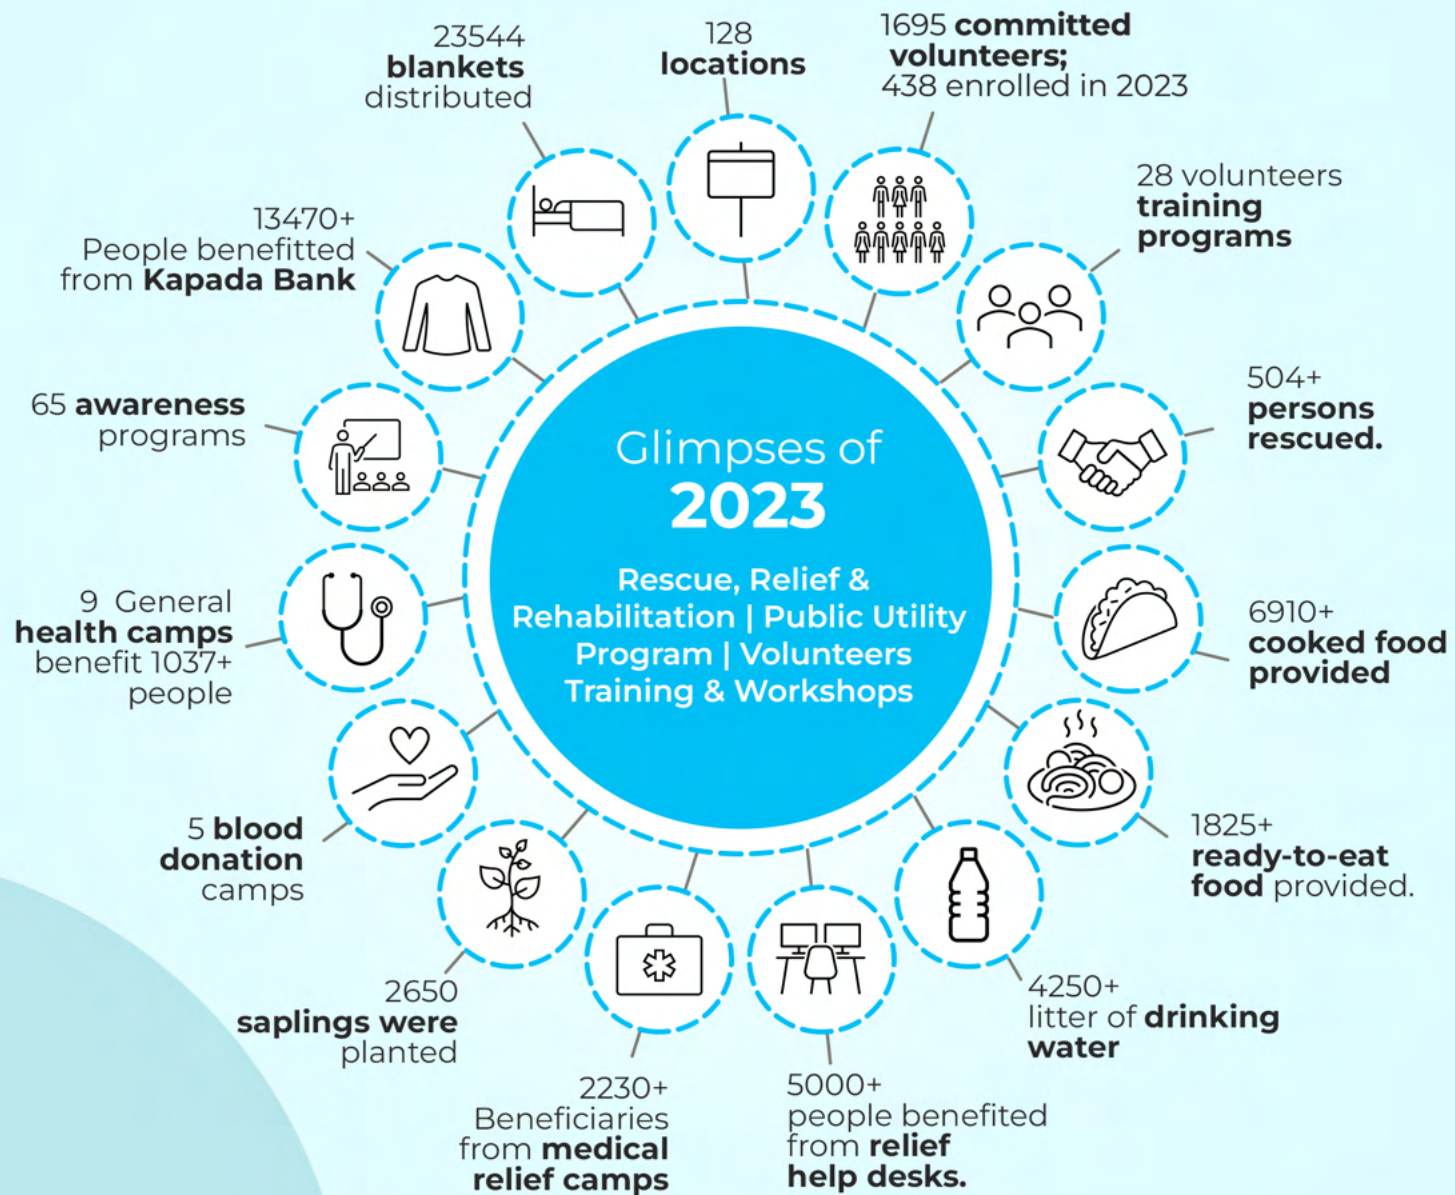 Glimpses of
2023
Rescue, Relief &
Rehabilitation | Public Utility
Program | Volunteers
Training & Workshops
128
locations
1695 committed
volunteers;
438 enrolled in 2023
28 volunteers
training
programs
504+
persons
rescued.
6910+
cooked food
provided
1825+
ready-to-eat
food provided.
4250+
litter of drinking
water
5000+
people benefited
from relief
help desks.
2230+
Beneficiaries
from medical
relief camps
2650
saplings were
planted
5 blood
donation
camps
9 General
health camps
benefit 1037+
people
65 awareness
programs
13470+
People benefitted
from Kapada Bank
23544
blankets
distributed